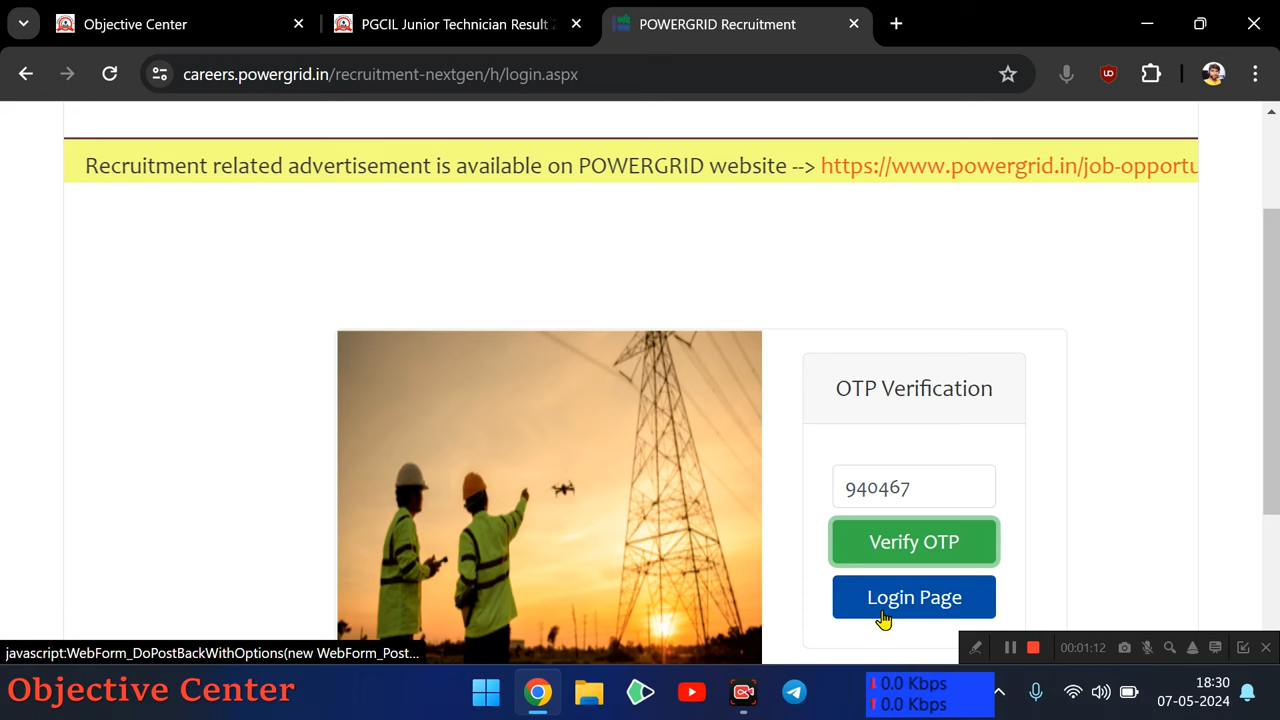 Objective Center
PGCIL Junior Technician Result
POWERGRID Recruitment
careers.powergrid.in/recruitment-nextgen/h/login.aspx
Recruitment related advertisement is available on POWERGRID website --> https://www.powergrid.in/job-opportu
OTP Verification
940467
Verify OTP
Login Page
javascript:WebForm_DoPostBackWithOptions(new WebForm_Post...
00:01:12
Objective Center
0.0 Kbps
0.0 Kbps
18:30
07-05-2024